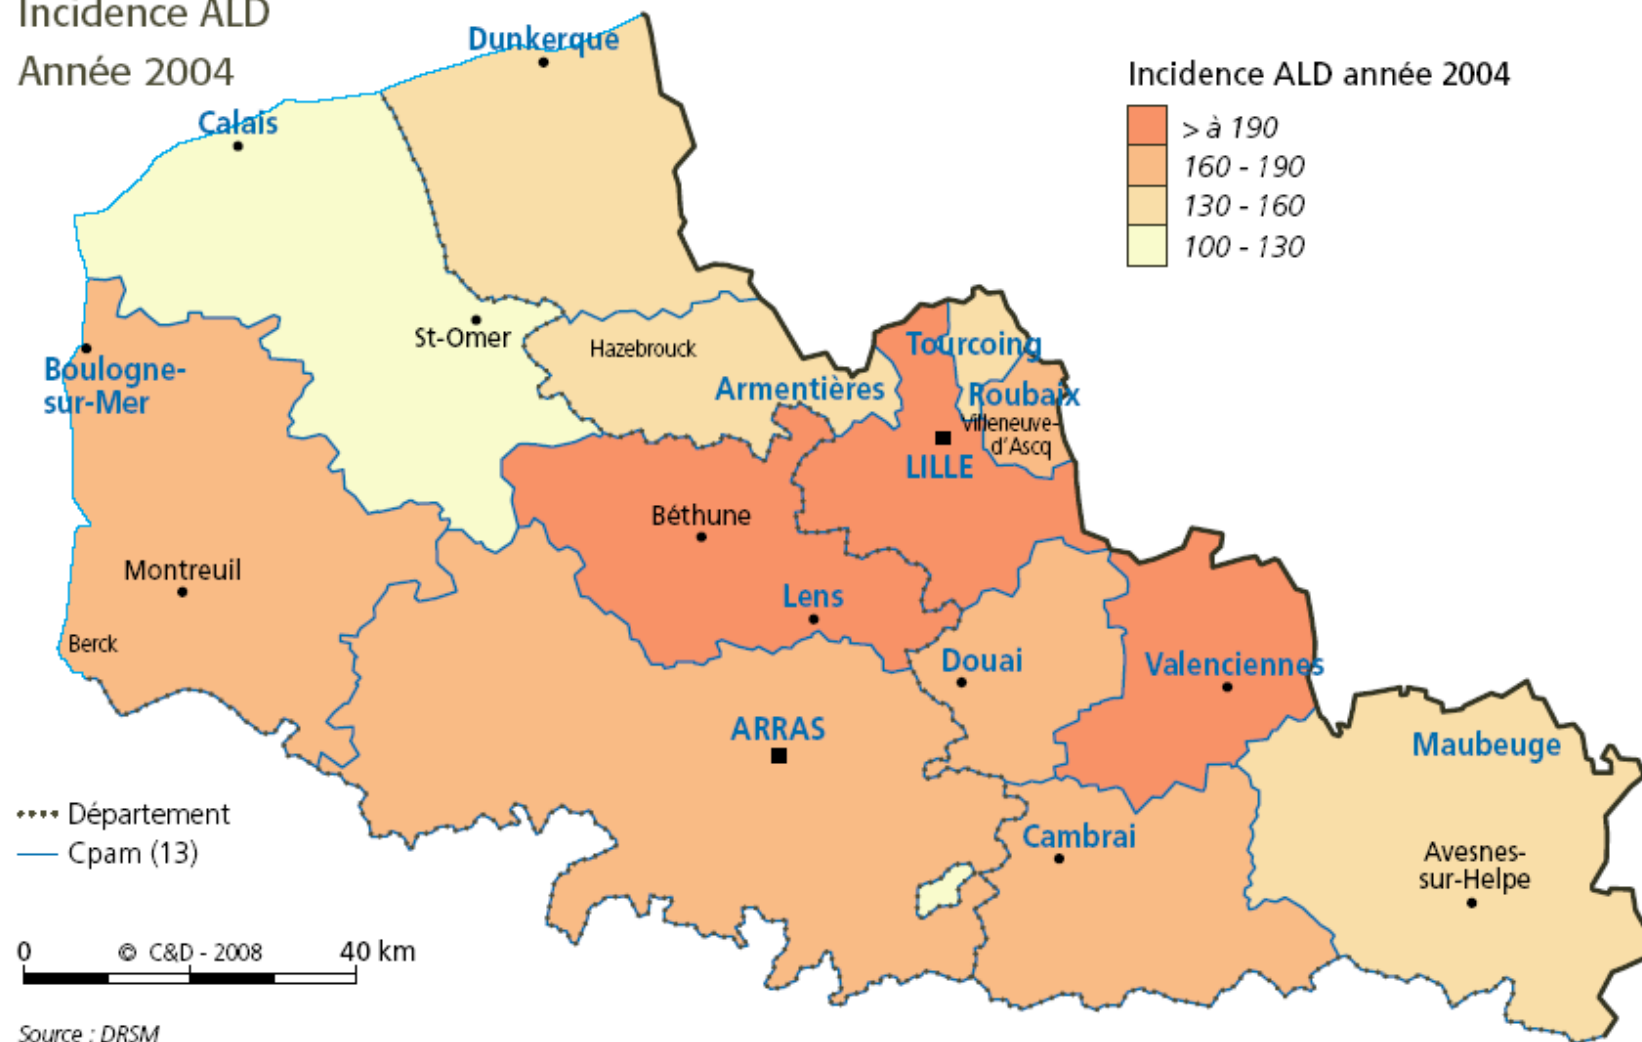 Incidence ALD
Année 2004
Dunkerque
Calais
Incidence ALD année 2004
> à 190
160 - 190
130 - 160
100 - 130
St-Omer
Hazebrouck
Tourcoing
Boulogne-
sur-Mer
Armentières
Roubaix
Villeneuve-
d'Ascq
LILLE
Béthune
Montreuil
Lens
Berck
Douai
Valenciennes
ARRAS
Maubeuge
Département
Cpam (13)
Cambrai
Avesnes-
sur-Helpe
0 © C&D - 2008 40 km
Source : DRSM